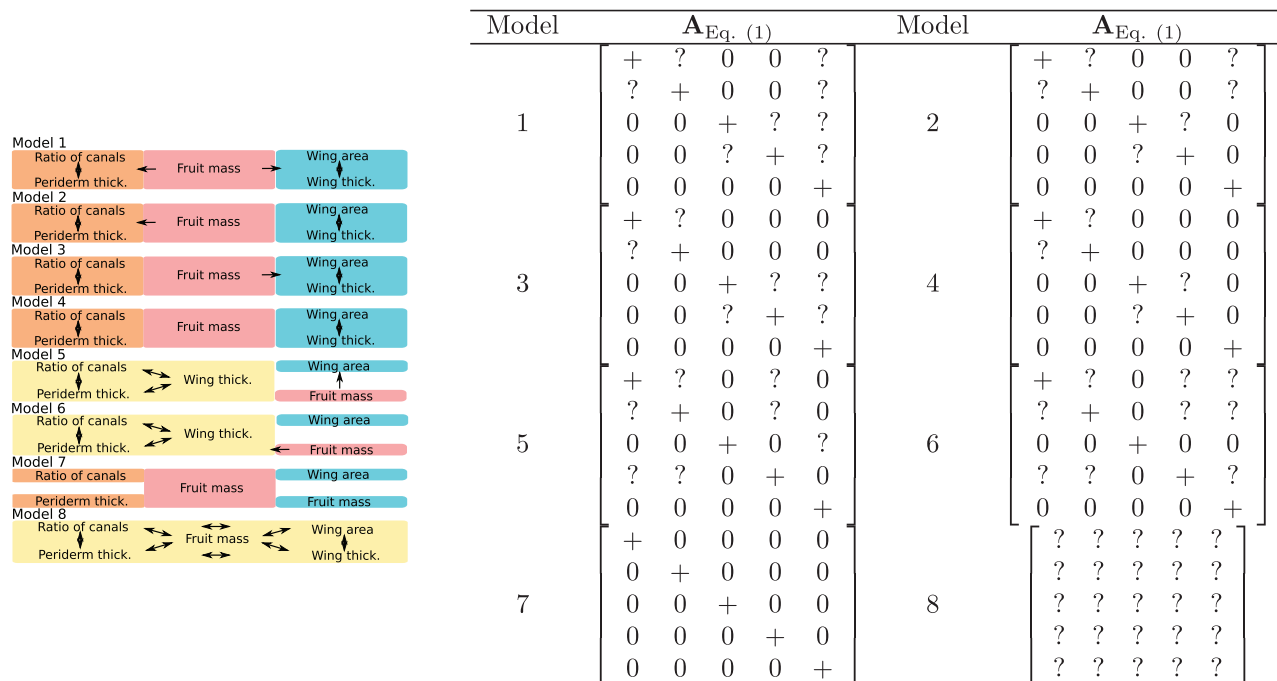 Model 1
Ratio of canals Fruit mass Wing area
Periderm thick. Wing thick.
Model 2
Ratio of canals Fruit mass Wing area
Periderm thick. Wing thick.
Model 3
Ratio of canals Fruit mass Wing area
Periderm thick. Wing thick.
Model 4
Ratio of canals Fruit mass Wing area
Periderm thick. Wing thick.
Model 5
Ratio of canals Wing thick. Wing area
Periderm thick. Fruit mass
Model 6
Ratio of canals Wing thick. Wing area
Periderm thick. Fruit mass
Model 7
Ratio of canals Fruit mass Wing area
Periderm thick. Fruit mass
Model 8
Ratio of canals Fruit mass Wing area
Periderm thick. Wing thick.
Model A_Eq. (1) Model A_Eq. (1)
+ ? 0 0 ? + ? 0 0 ?
? + 0 0 ? ? + 0 0 ?
1 0 0 + ? ? 2 0 0 + ? 0
0 0 ? + ? 0 0 ? + 0
0 0 0 0 + 0 0 0 0 +
+ ? 0 0 0 + ? 0 0 0
? + 0 0 0 ? + 0 0 0
3 0 0 + ? ? 4 0 0 + ? 0
0 0 ? + ? 0 0 ? + 0
0 0 0 0 + 0 0 0 0 +
+ ? 0 ? 0 + ? 0 ? ?
? + 0 ? 0 ? + 0 ? ?
5 0 0 + 0 ? 6 0 0 + 0 0
? ? 0 + 0 ? ? 0 + ?
0 0 0 0 + 0 0 0 0 +
+ 0 0 0 0 ? ? ? ? ?
0 + 0 0 0 ? ? ? ? ?
7 0 0 + 0 0 8 ? ? ? ? ?
0 0 0 + 0 ? ? ? ? ?
0 0 0 0 + ? ? ? ? ?